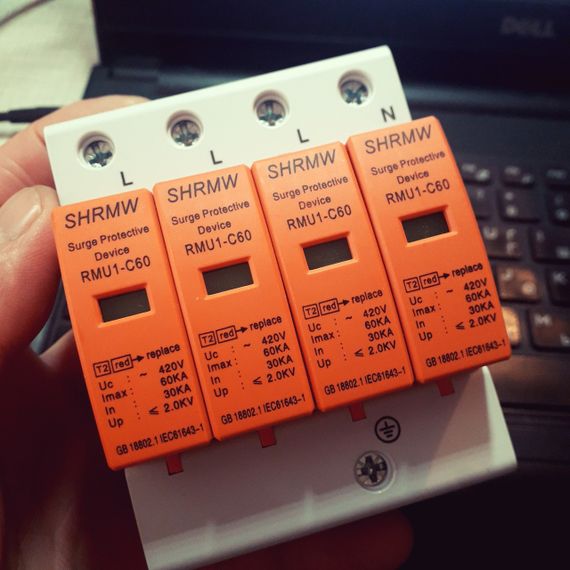 DELL
L
L
L
N
SHRMW
Surge Protective
Device
RMU1-C60
T2 red → replace
Uc : ~ 420V
Imax : 60KA
In : 30KA
Up : ≤ 2.0KV
GB 18802.1 IEC61643-1
SHRMW
Surge Protective
Device
RMU1-C60
T2 red → replace
Uc : ~ 420V
Imax : 60KA
In : 30KA
Up : ≤ 2.0KV
GB 18802.1 IEC61643-1
SHRMW
Surge Protective
Device
RMU1-C60
T2 red → replace
Uc : ~ 420V
Imax : 60KA
In : 30KA
Up : ≤ 2.0KV
GB 18802.1 IEC61643-1
SHRMW
Surge Protective
Device
RMU1-C60
T2 red → replace
Uc : ~ 420V
Imax : 60KA
In : 30KA
Up : ≤ 2.0KV
GB 18802.1 IEC61643-1